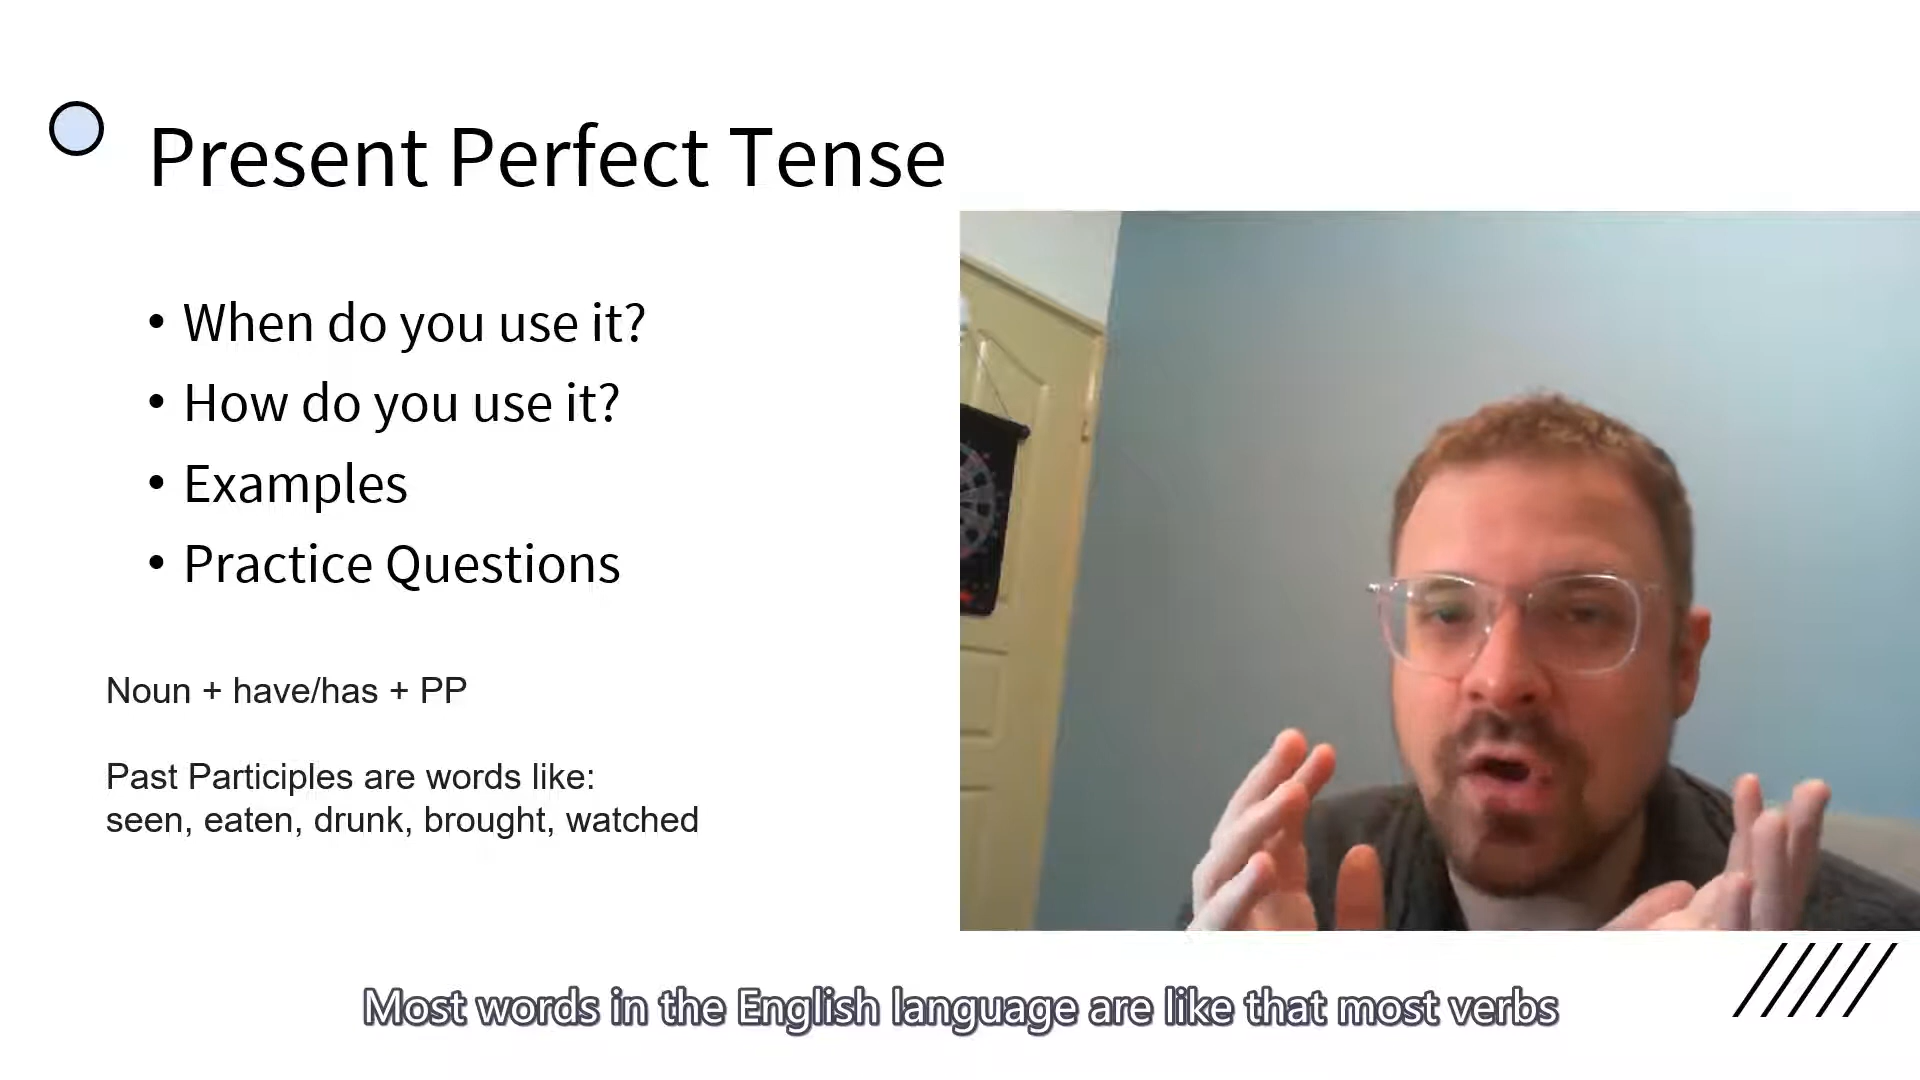 Present Perfect Tense
• When do you use it?
• How do you use it?
• Examples
• Practice Questions
Noun + have/has + PP
Past Participles are words like:
seen, eaten, drunk, brought, watched
Most words in the English language are like that most verbs